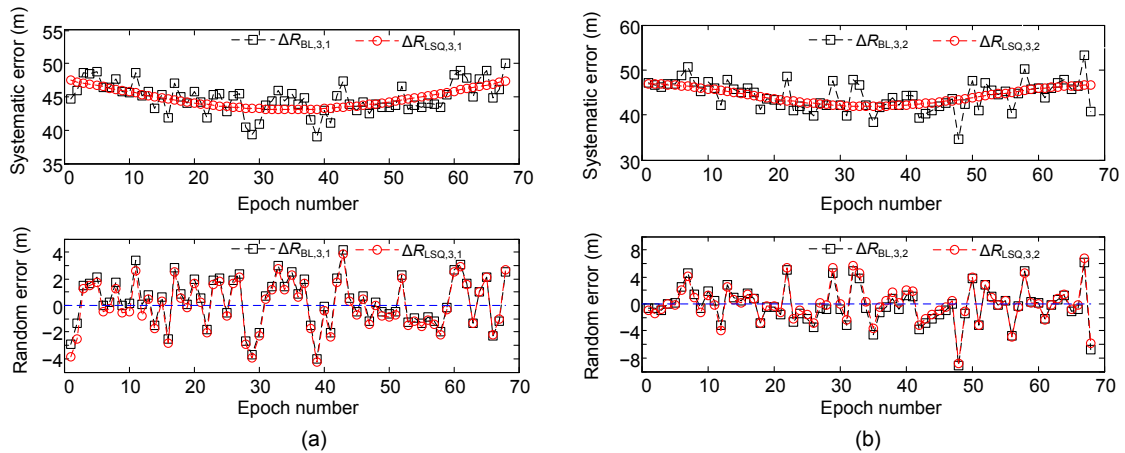 Systematic error (m)
55
50
45
40
35
ΔR_BL,3,1
ΔR_LSQ,3,1
0 10 20 30 40 50 60 70
Epoch number
Random error (m)
4
2
0
-2
-4
ΔR_BL,3,1
ΔR_LSQ,3,1
0 10 20 30 40 50 60 70
Epoch number
(a)
Systematic error (m)
60
50
40
30
ΔR_BL,3,2
ΔR_LSQ,3,2
0 10 20 30 40 50 60 70
Epoch number
Random error (m)
8
4
0
-4
-8
ΔR_BL,3,2
ΔR_LSQ,3,2
0 10 20 30 40 50 60 70
Epoch number
(b)